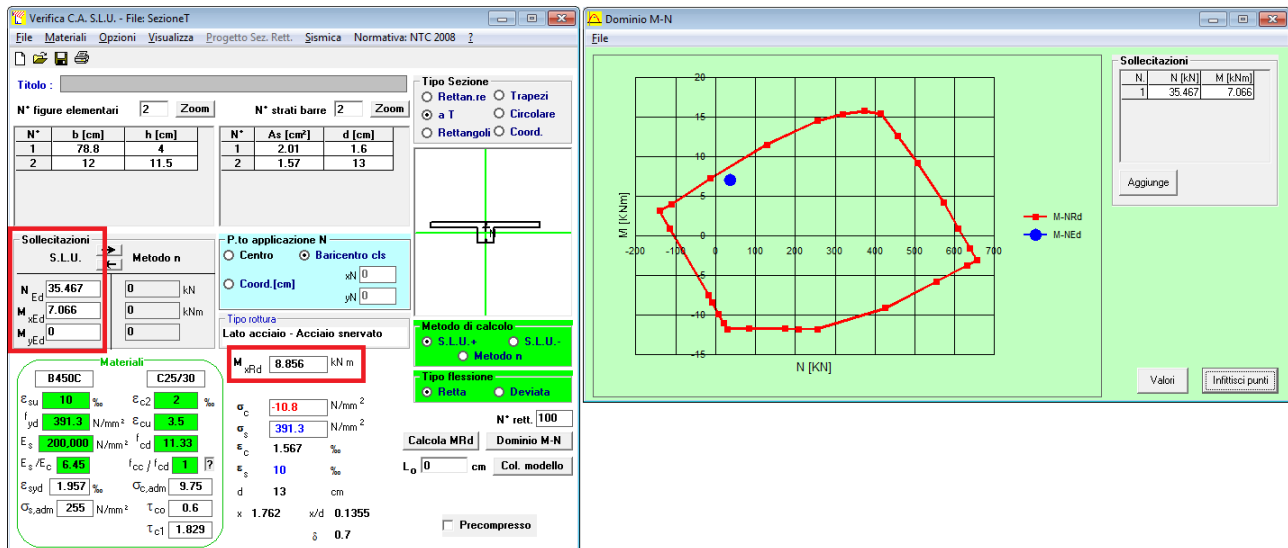 Verifica C.A. S.L.U. - File: SezioneT
File Materiali Opzioni Visualizza Progetto Sez. Rett. Sismica Normativa: NTC 2008 ?
Titolo :
N* figure elementari 2 Zoom N* strati barre 2 Zoom
N* b [cm] h [cm]
1 78.8 4
2 12 11.5
N* As [cm²] d [cm]
1 2.01 1.6
2 1.57 13
Tipo Sezione
Rettan.re Trapezi
a T Circolare
Rettangoli Coord.
N
Sollecitazioni
S.L.U. Metodo n
N Ed 35.467 0 kN
M xEd 7.066 0 kNm
M yEd 0 0
P.to applicazione N
Centro Baricentro cls
Coord.[cm] xN 0
yN 0
Tipo rottura
Lato acciaio - Acciaio snervato
Metodo di calcolo
S.L.U.+ S.L.U.-
Metodo n
Tipo flessione
Retta Deviata
Materiali
B450C C25/30
εsu 10 ‰ εc2 2 ‰
fyd 391.3 N/mm² εcu 3.5
Es 200,000 N/mm² fcd 11.33
Es /Ec 6.45 fcc / fcd 1 ?
εsyd 1.957 ‰ σc,adm 9.75
σs,adm 255 N/mm² τco 0.6
τc1 1.829
M xRd 8.856 kN m
σc -10.8 N/mm²
σs 391.3 N/mm²
εc 1.567 ‰
εs 10 ‰
d 13 cm
x 1.762 x/d 0.1355
δ 0.7
N* rett. 100
Calcola MRd Dominio M-N
Lo 0 cm Col. modello
Precompresso
Dominio M-N
File
20
15
10
5
0
-5
-10
-15
-200 -100 0 100 200 300 400 500 600 700
M [KNm]
N [KN]
M-NRd
M-NEd
Sollecitazioni
N. N [kN] M [kNm]
1 35.467 7.066
Aggiunge
Valori Infittisci punti